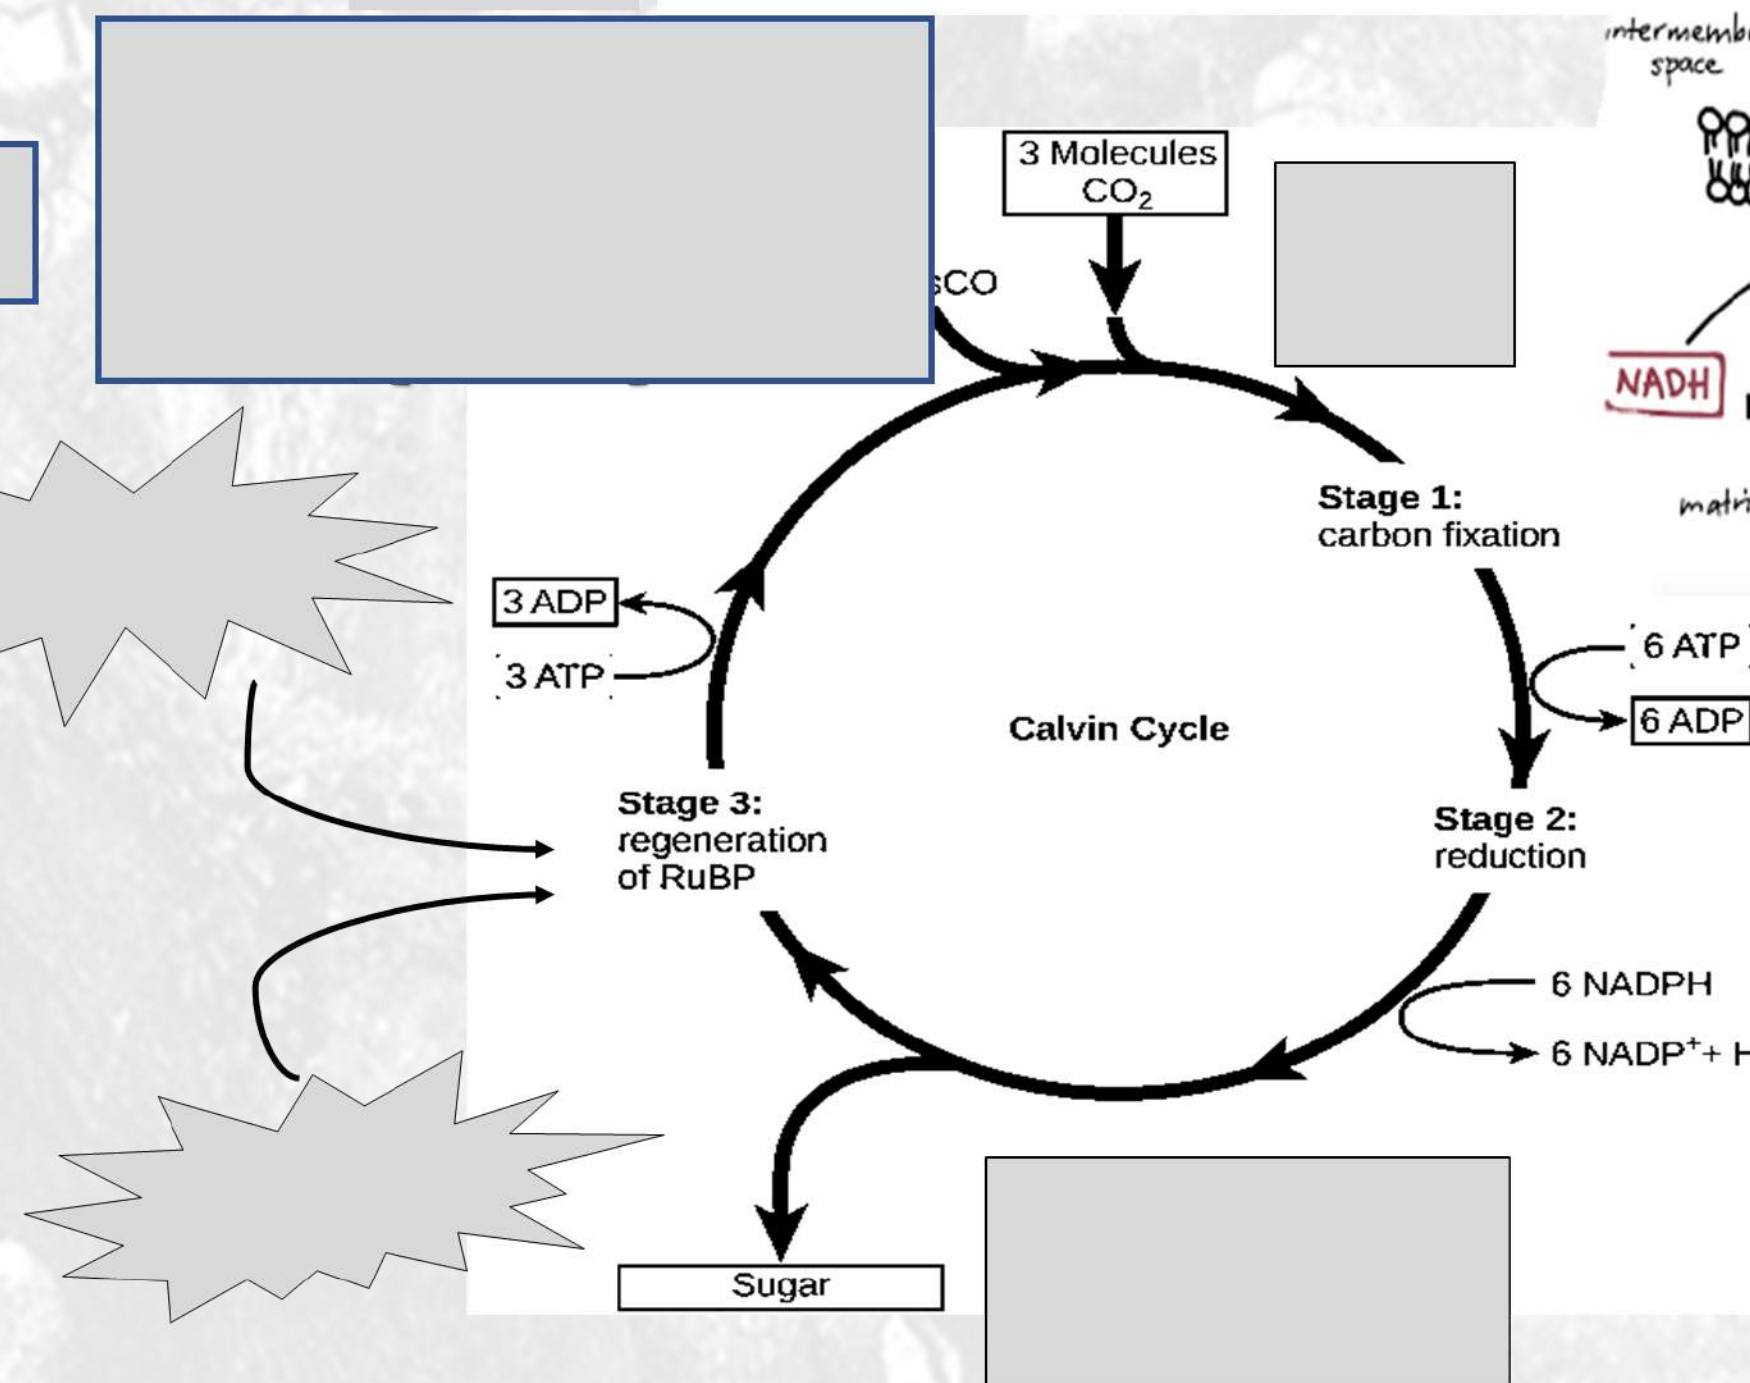 intermemb
space
3 Molecules
CO₂
sCO
NADH
Stage 1:
carbon fixation
matri
3 ADP
3 ATP
6 ATP
6 ADP
Calvin Cycle
Stage 3:
regeneration
of RuBP
Stage 2:
reduction
6 NADPH
6 NADP⁺+ H
Sugar